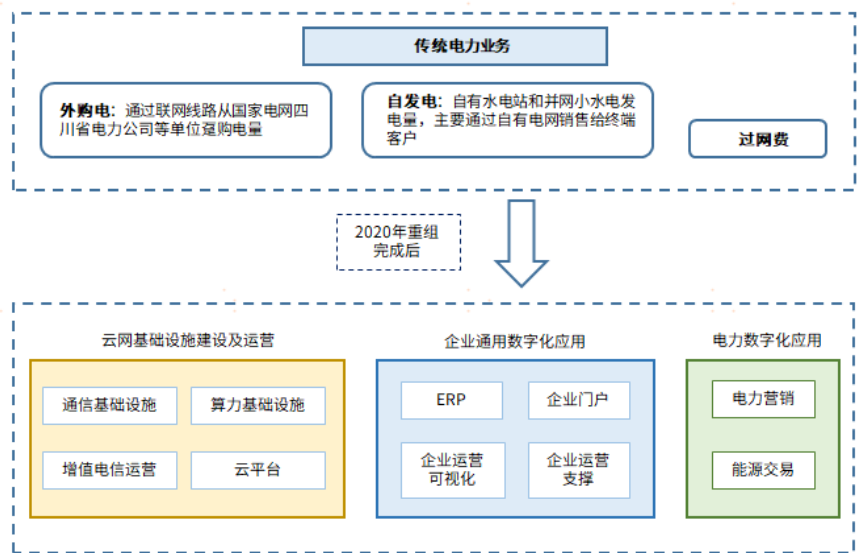 传统电力业务
外购电：通过联网线路从国家电网四
川省电力公司等单位趸购电量
自发电：自有水电站和并网小水电发
电量，主要通过自有电网销售给终端
客户
过网费
2020年重组
完成后
云网基础设施建设及运营
企业通用数字化应用
电力数字化应用
通信基础设施
算力基础设施
增值电信运营
云平台
ERP
企业门户
企业运营
可视化
企业运营
支撑
电力营销
能源交易